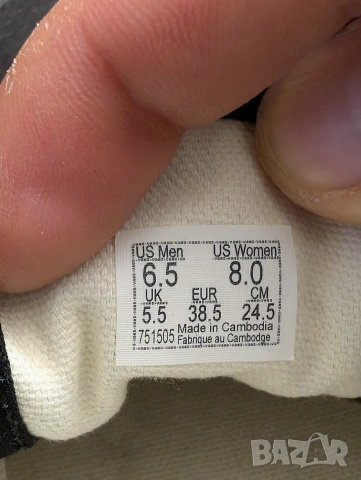 US Men US Women
6.5 8.0
UK EUR CM
5.5 38.5 24.5
751505 Made in Cambodia
Fabrique au Cambodge
BAZAR